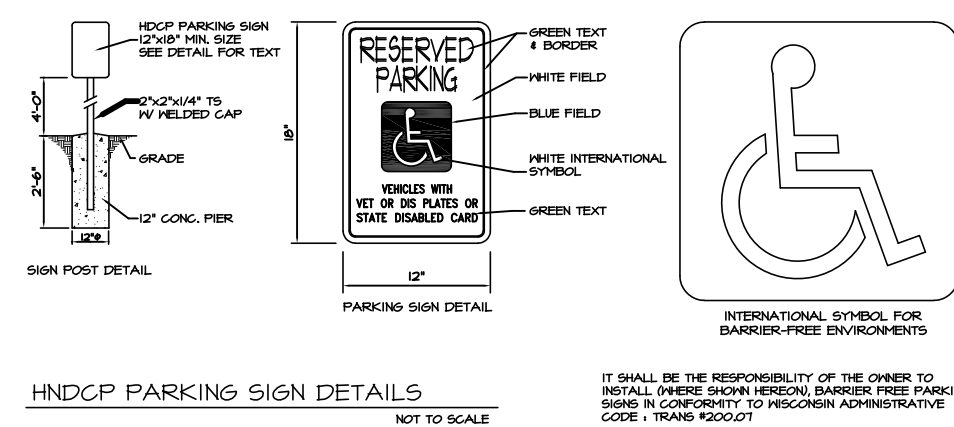 HDCP PARKING SIGN
12"x18" MIN. SIZE
SEE DETAIL FOR TEXT
4'-0"
2"x2"x1/4" TS
W/ WELDED CAP
GRADE
2'-6"
12" CONC. PIER
12"Φ
SIGN POST DETAIL
RESERVED
PARKING
VEHICLES WITH
VET OR DIS PLATES OR
STATE DISABLED CARD
18"
12"
GREEN TEXT
& BORDER
WHITE FIELD
BLUE FIELD
WHITE INTERNATIONAL
SYMBOL
GREEN TEXT
PARKING SIGN DETAIL
INTERNATIONAL SYMBOL FOR
BARRIER-FREE ENVIRONMENTS
HNDCP PARKING SIGN DETAILS
NOT TO SCALE
IT SHALL BE THE RESPONSIBILITY OF THE OWNER TO
INSTALL (WHERE SHOWN HEREON), BARRIER FREE PARKI
SIGNS IN CONFORMITY TO WISCONSIN ADMINISTRATIVE
CODE : TRANS #200.07